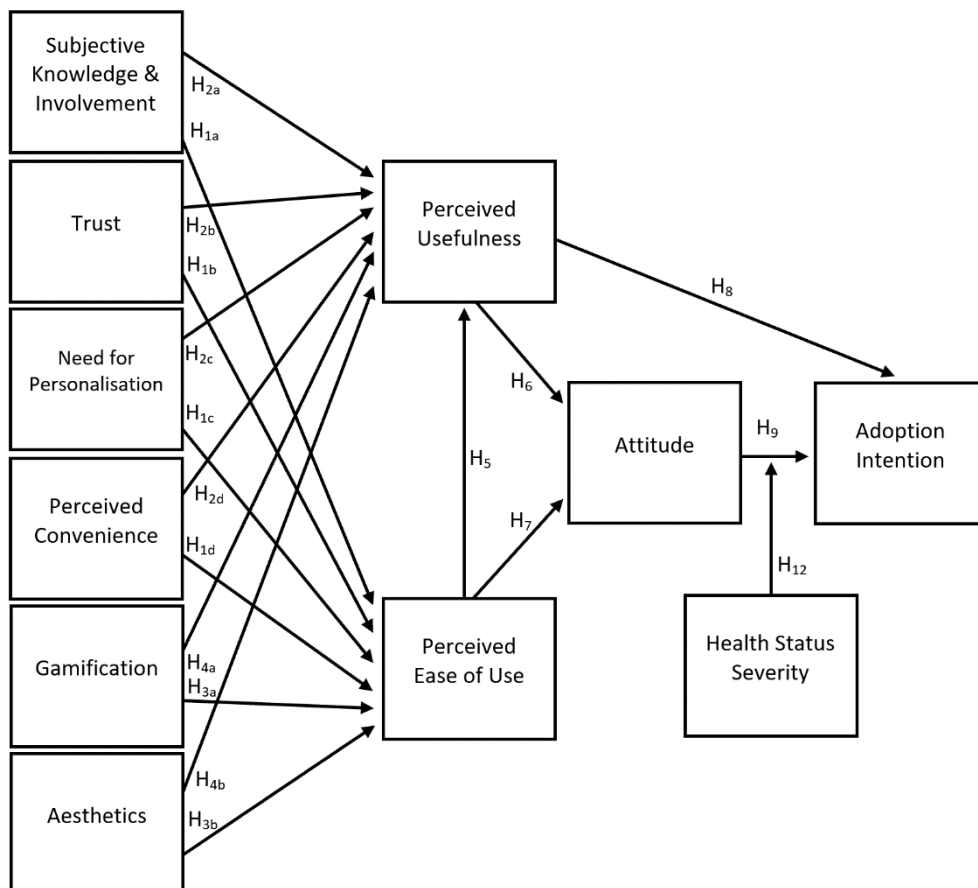 Subjective
Knowledge &
Involvement
H2a
H1a
Trust
H2b
H1b
Need for
Personalisation
H2c
H1c
Perceived
Convenience
H2d
H1d
Gamification
H4a
H3a
Aesthetics
H4b
H3b
Perceived
Usefulness
H5
Perceived
Ease of Use
H6
H7
Attitude
H8
H9
H12
Adoption
Intention
Health Status
Severity